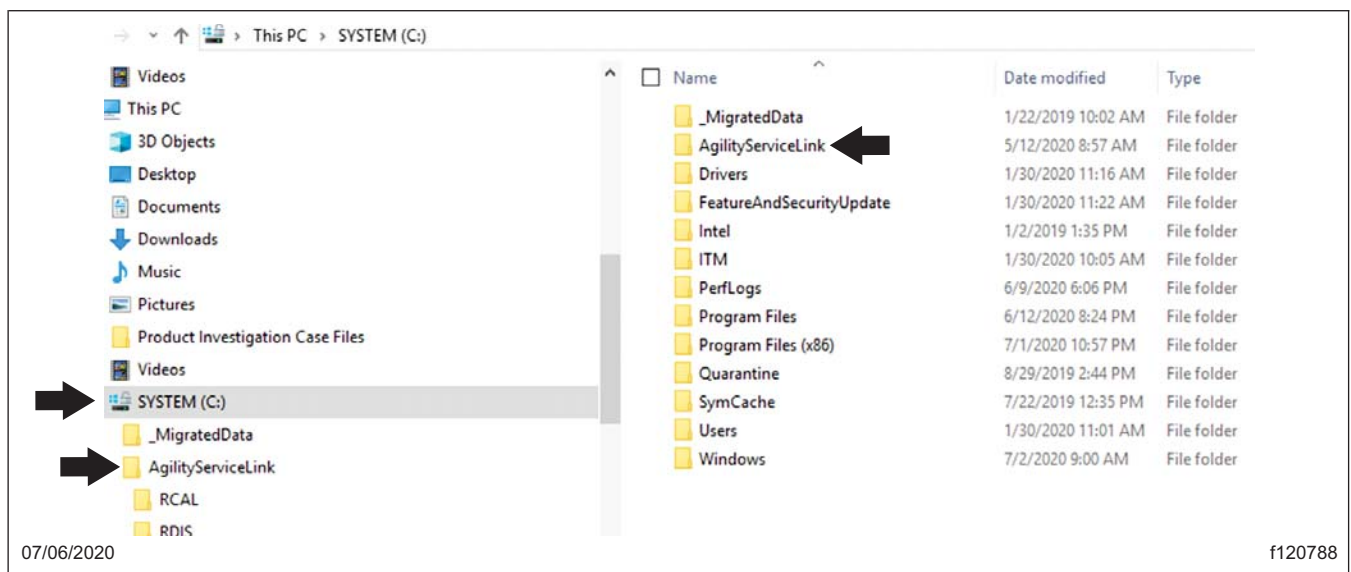 This PC > SYSTEM (C:)
Videos
This PC
3D Objects
Desktop
Documents
Downloads
Music
Pictures
Product Investigation Case Files
Videos
SYSTEM (C:)
_MigratedData
AgilityServiceLink
RCAL
RDIS
Name Date modified Type
_MigratedData 1/22/2019 10:02 AM File folder
AgilityServiceLink 5/12/2020 8:57 AM File folder
Drivers 1/30/2020 11:16 AM File folder
FeatureAndSecurityUpdate 1/30/2020 11:22 AM File folder
Intel 1/2/2019 1:35 PM File folder
ITM 1/30/2020 10:05 AM File folder
PerfLogs 6/9/2020 6:06 PM File folder
Program Files 6/12/2020 8:24 PM File folder
Program Files (x86) 7/1/2020 10:57 PM File folder
Quarantine 8/29/2019 2:44 PM File folder
SymCache 7/22/2019 12:35 PM File folder
Users 1/30/2020 11:01 AM File folder
Windows 7/2/2020 9:00 AM File folder
07/06/2020 f120788